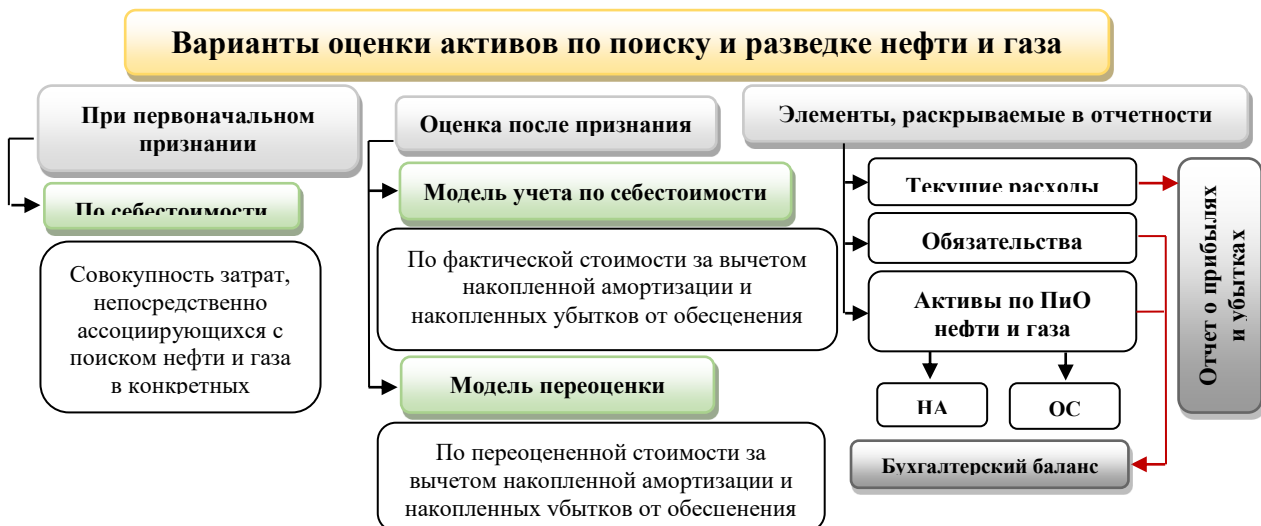 Варианты оценки активов по поиску и разведке нефти и газа
При первоначальном
признании
По себестоимости
Совокупность затрат,
непосредственно
ассоциирующихся с
поиском нефти и газа
в конкретных
Оценка после признания
Модель учета по себестоимости
По фактической стоимости за вычетом
накопленной амортизации и
накопленных убытков от обесценения
Модель переоценки
По переоцененной стоимости за
вычетом накопленной амортизации и
накопленных убытков от обесценения
Элементы, раскрываемые в отчетности
Текущие расходы
Обязательства
Активы по ПиО
нефти и газа
НА
ОС
Бухгалтерский баланс
Отчет о прибылях
и убытках